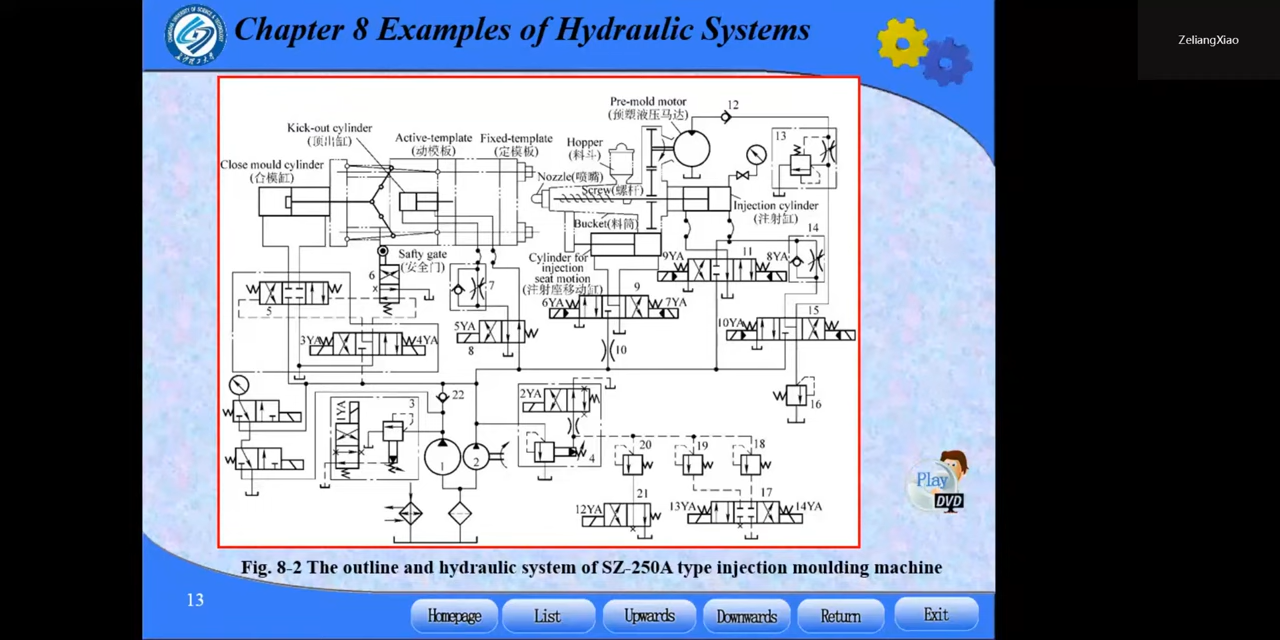 Chapter 8 Examples of Hydraulic Systems
ZeliangXiao
Pre-mold motor
(预塑液压马达)
12
Kick-out cylinder
(顶出缸)
Active-template
(动模板)
Fixed-template
(定模板)
Hopper
(料斗)
13
Close mould cylinder
(合模缸)
Nozzle(喷嘴)
Screw(螺杆)
Injection cylinder
(注射缸)
Bucket(料筒)
14
Safty gate
(安全门)
Cylinder for
injection
seat motion
(注射座移动缸)
9YA
11
8YA
6
7
5
6YA
9
7YA
3YA
4YA
5YA
8
10
10YA
15
22
2YA
16
1YA
3
1
2
4
20
19
18
12YA
21
13YA
17
14YA
Play
DVD
Fig. 8-2 The outline and hydraulic system of SZ-250A type injection moulding machine
13
Homepage
List
Upwards
Downwards
Return
Exit